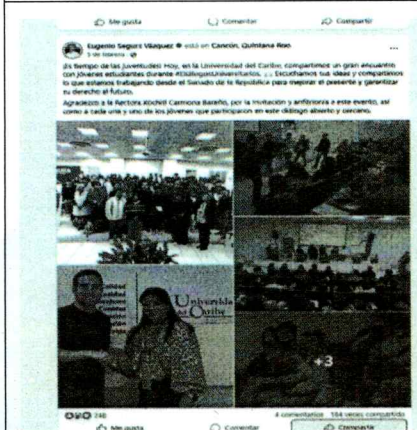 Me gusta Comentar Compartir
Eugenio Segura Vázquez está en Cancún, Quintana Roo.
5 de febrero
¡Es tiempo de las Juventudes! Hoy, en la Universidad del Caribe, compartimos un gran encuentro
con jóvenes estudiantes durante #DiálogosUniversitarios. Escuchamos sus ideas y compartimos
lo que estamos trabajando desde el Senado de la República para mejorar el presente y garantizar
su derecho al futuro.
Agradezco a la Rectora Xóchitl Carmona Bareño, por la invitación y anfitronía a este evento, así
como a cada una y uno de los jóvenes que participaron en este diálogo abierto y cercano.
Universida
del Caribe
+3
246 4 comentarios 164 veces compartido
Me gusta Comentar Compartir